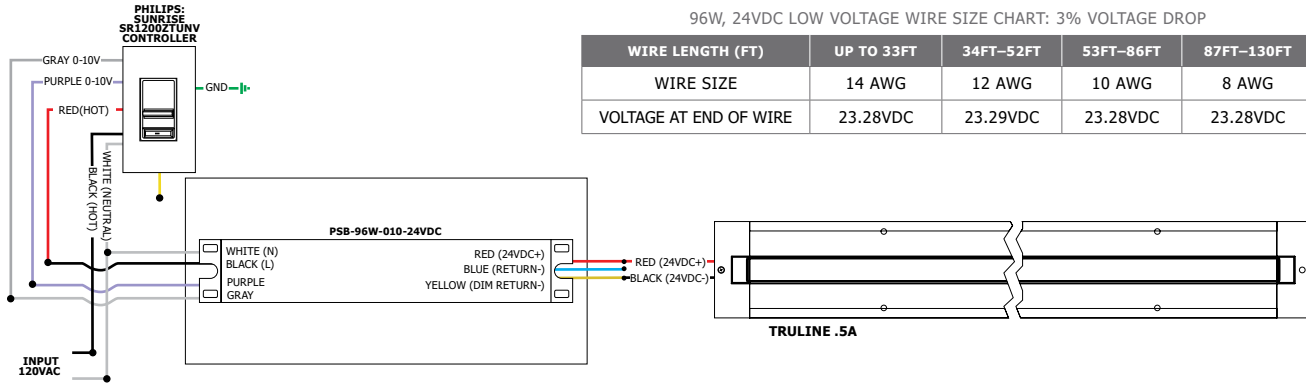 PHILIPS:
SUNRISE
SR1200ZTUNV
CONTROLLER
GRAY 0-10V
PURPLE 0-10V
RED(HOT)
GND
WHITE (NEUTRAL)
BLACK (HOT)
INPUT
120VAC
96W, 24VDC LOW VOLTAGE WIRE SIZE CHART: 3% VOLTAGE DROP
WIRE LENGTH (FT) UP TO 33FT 34FT–52FT 53FT–86FT 87FT–130FT
WIRE SIZE 14 AWG 12 AWG 10 AWG 8 AWG
VOLTAGE AT END OF WIRE 23.28VDC 23.29VDC 23.28VDC 23.28VDC
PSB-96W-010-24VDC
WHITE (N)
BLACK (L)
PURPLE
GRAY
RED (24VDC+)
BLUE (RETURN-)
YELLOW (DIM RETURN-)
RED (24VDC+)
BLACK (24VDC-)
TRULINE .5A